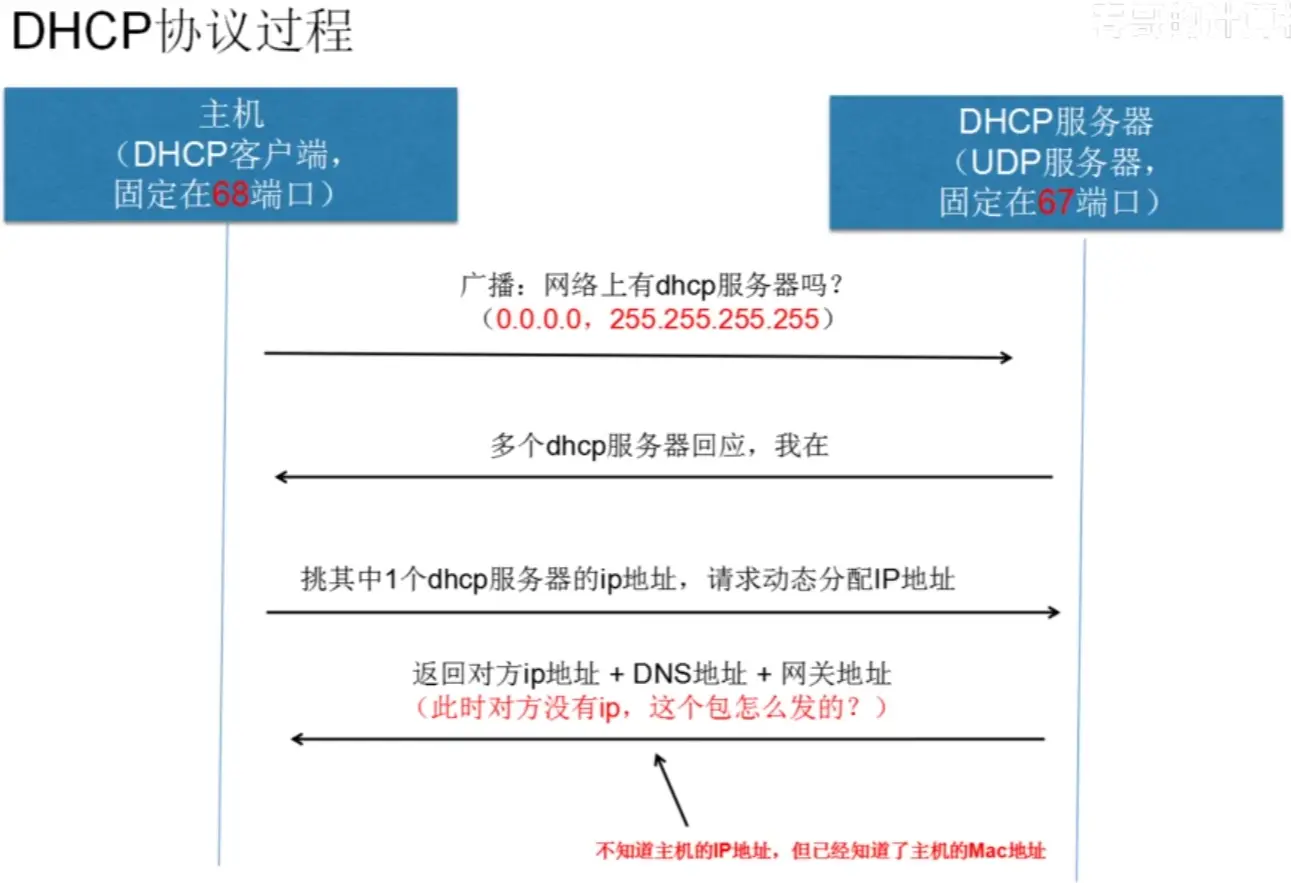 DHCP协议过程
主机
（DHCP客户端，
固定在68端口）
DHCP服务器
（UDP服务器，
固定在67端口）
广播：网络上有dhcp服务器吗？
（0.0.0.0，255.255.255.255）
多个dhcp服务器回应，我在
挑其中1个dhcp服务器的ip地址，请求动态分配IP地址
返回对方ip地址 + DNS地址 + 网关地址
（此时对方没有ip，这个包怎么发的？）
不知道主机的IP地址，但已经知道了主机的Mac地址